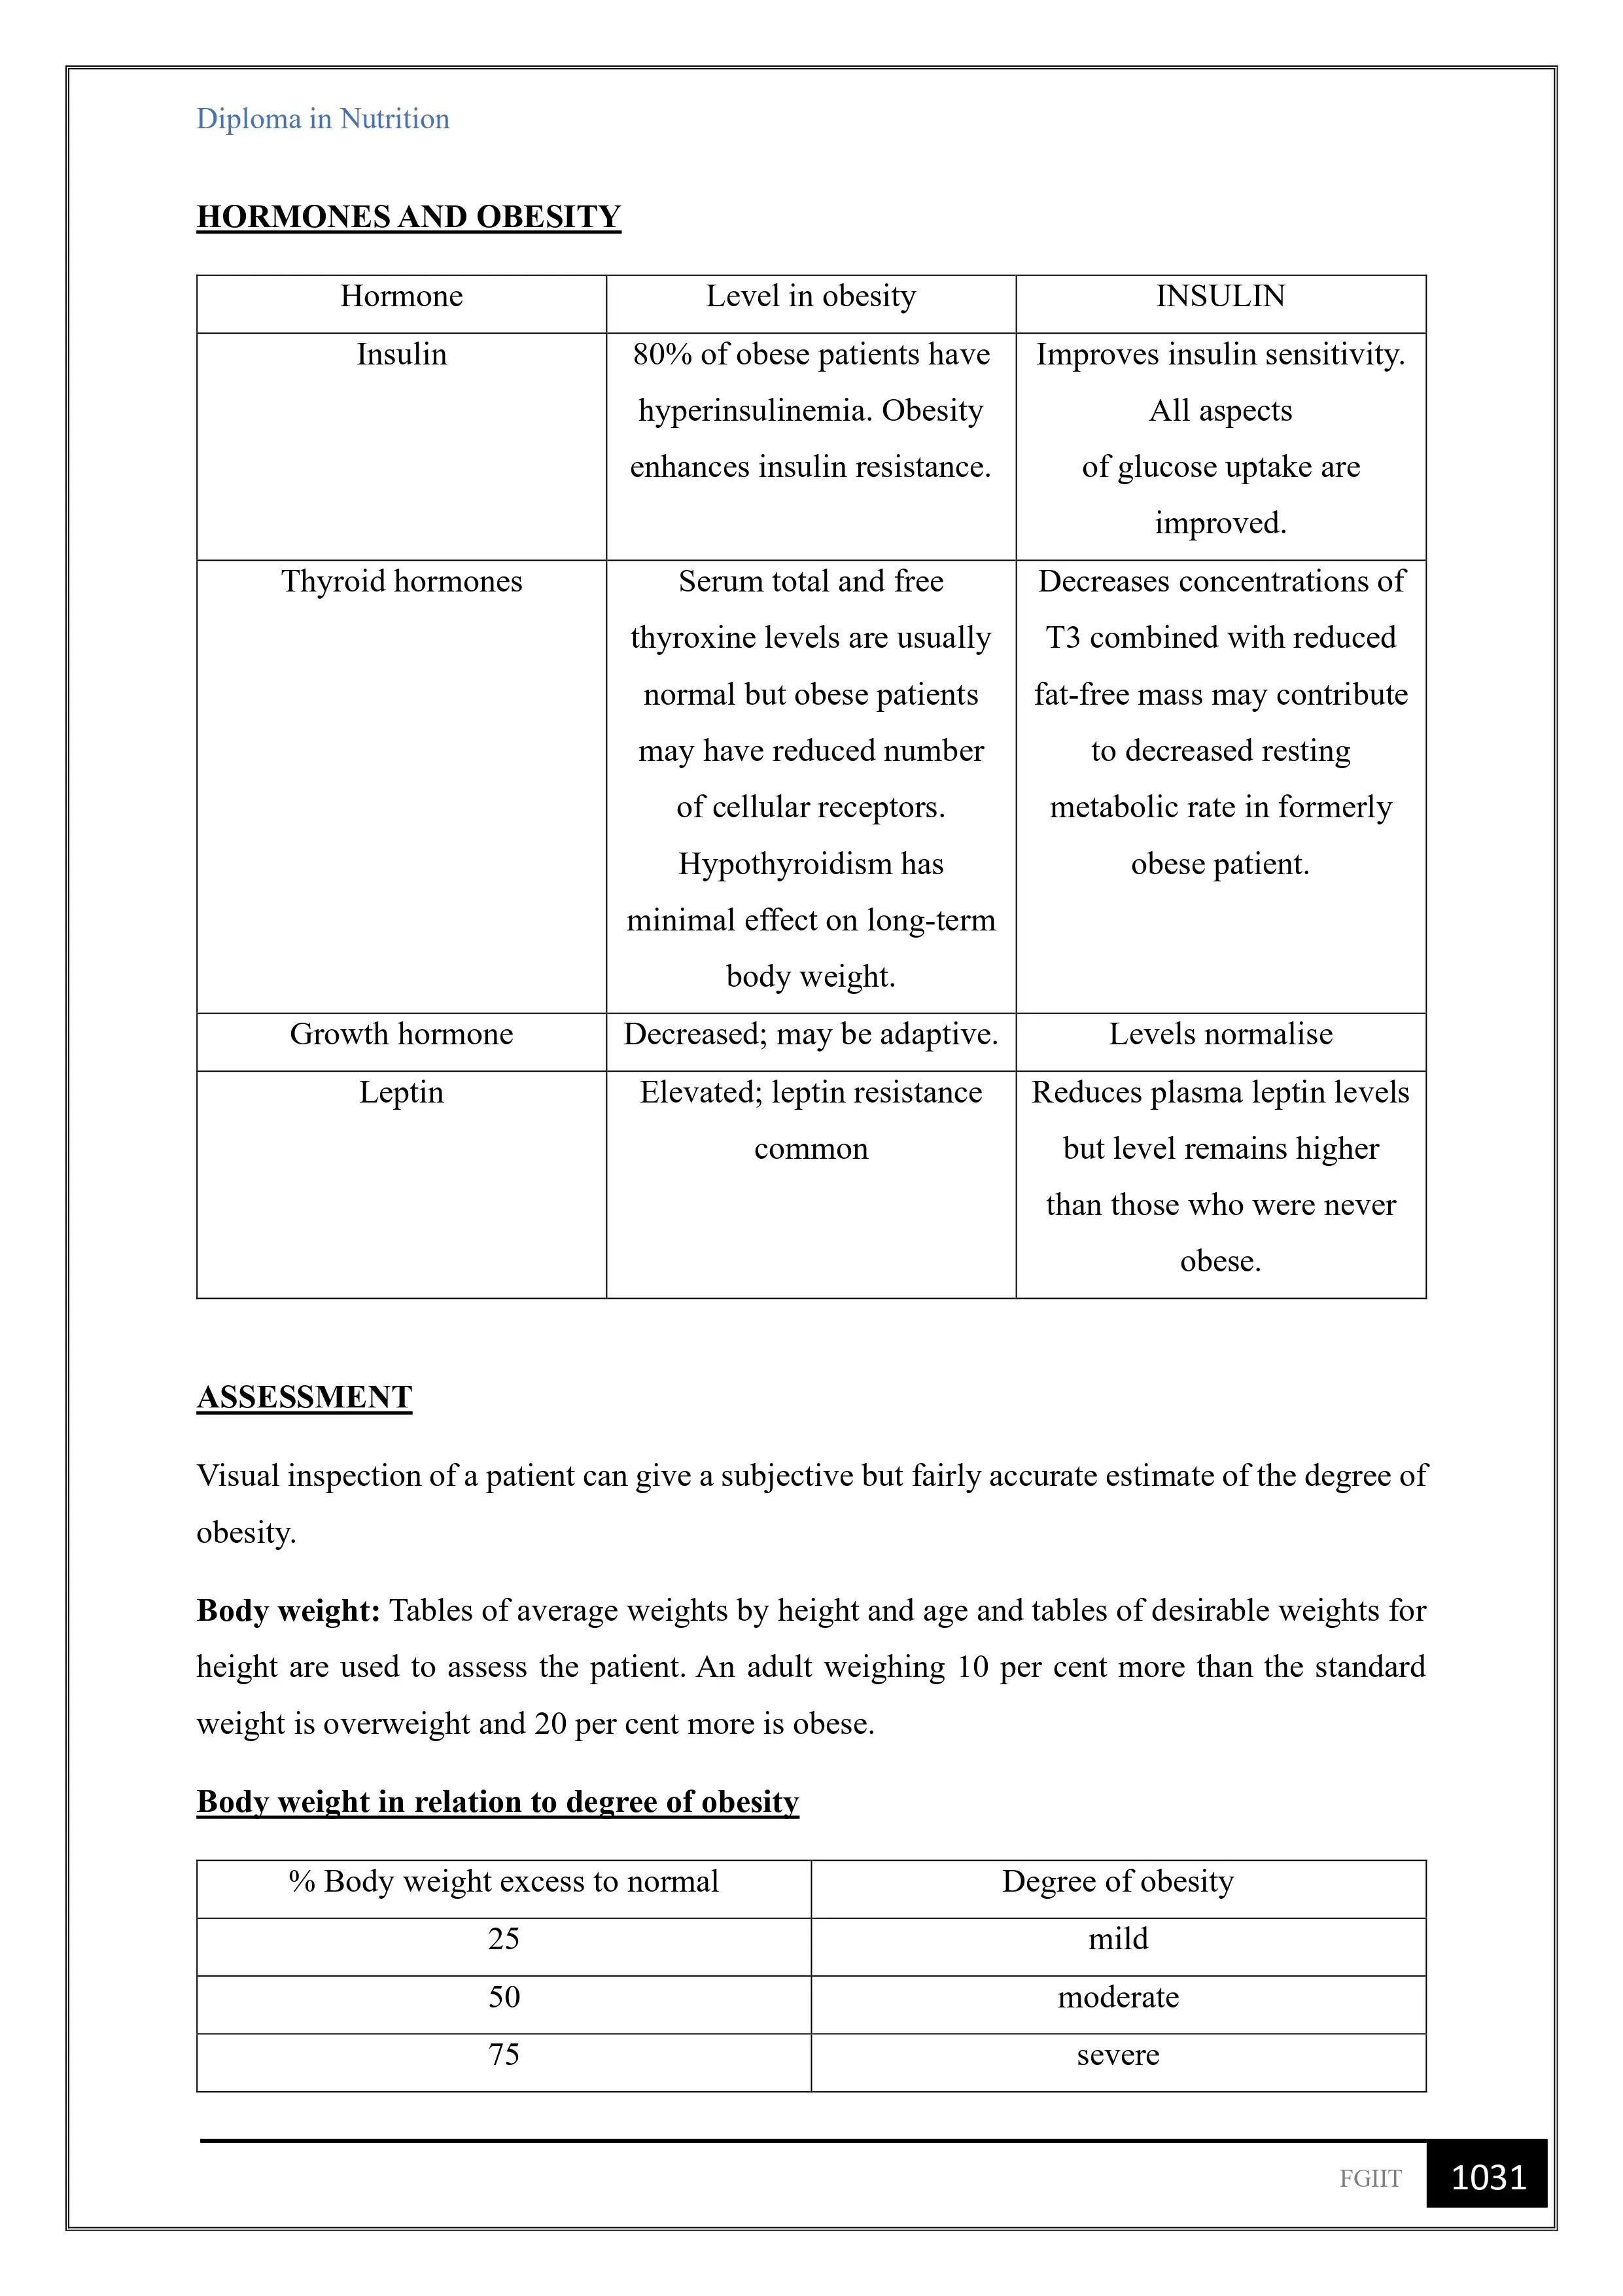 Diploma in Nutrition
HORMONES AND OBESITY
Hormone
Level in obesity
INSULIN
Insulin
80% of obese patients have
hyperinsulinemia. Obesity
enhances insulin resistance.
Improves insulin sensitivity.
All aspects
of glucose uptake are
improved.
Thyroid hormones
Serum total and free
thyroxine levels are usually
normal but obese patients
may have reduced number
of cellular receptors.
Hypothyroidism has
minimal effect on long-term
body weight.
Decreases concentrations of
T3 combined with reduced
fat-free mass may contribute
to decreased resting
metabolic rate in formerly
obese patient.
Growth hormone
Decreased; may be adaptive.
Levels normalise
Leptin
Elevated; leptin resistance
common
Reduces plasma leptin levels
but level remains higher
than those who were never
obese.
ASSESSMENT
Visual inspection of a patient can give a subjective but fairly accurate estimate of the degree of
obesity.
Body weight: Tables of average weights by height and age and tables of desirable weights for
height are used to assess the patient. An adult weighing 10 per cent more than the standard
weight is overweight and 20 per cent more is obese.
Body weight in relation to degree of obesity
% Body weight excess to normal
Degree of obesity
25
mild
50
moderate
75
severe
FGIIT
1031